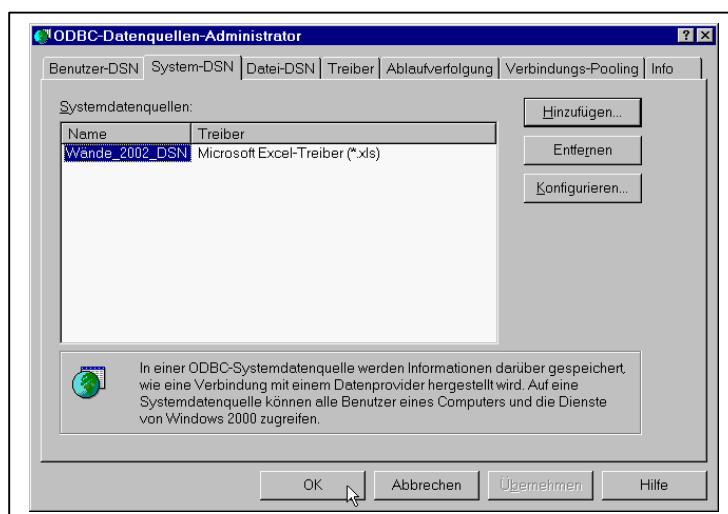 ODBC-Datenquellen-Administrator
Benutzer-DSN System-DSN Datei-DSN Treiber Ablaufverfolgung Verbindungs-Pooling Info
Systemdatenquellen:
Hinzufügen...
Name Treiber
Wände_2002_DSN Microsoft Excel-Treiber (*.xls)
Entfernen
Konfigurieren...
In einer ODBC-Systemdatenquelle werden Informationen darüber gespeichert,
wie eine Verbindung mit einem Datenprovider hergestellt wird. Auf eine
Systemdatenquelle können alle Benutzer eines Computers und die Dienste
von Windows 2000 zugreifen.
OK Abbrechen Übernehmen Hilfe